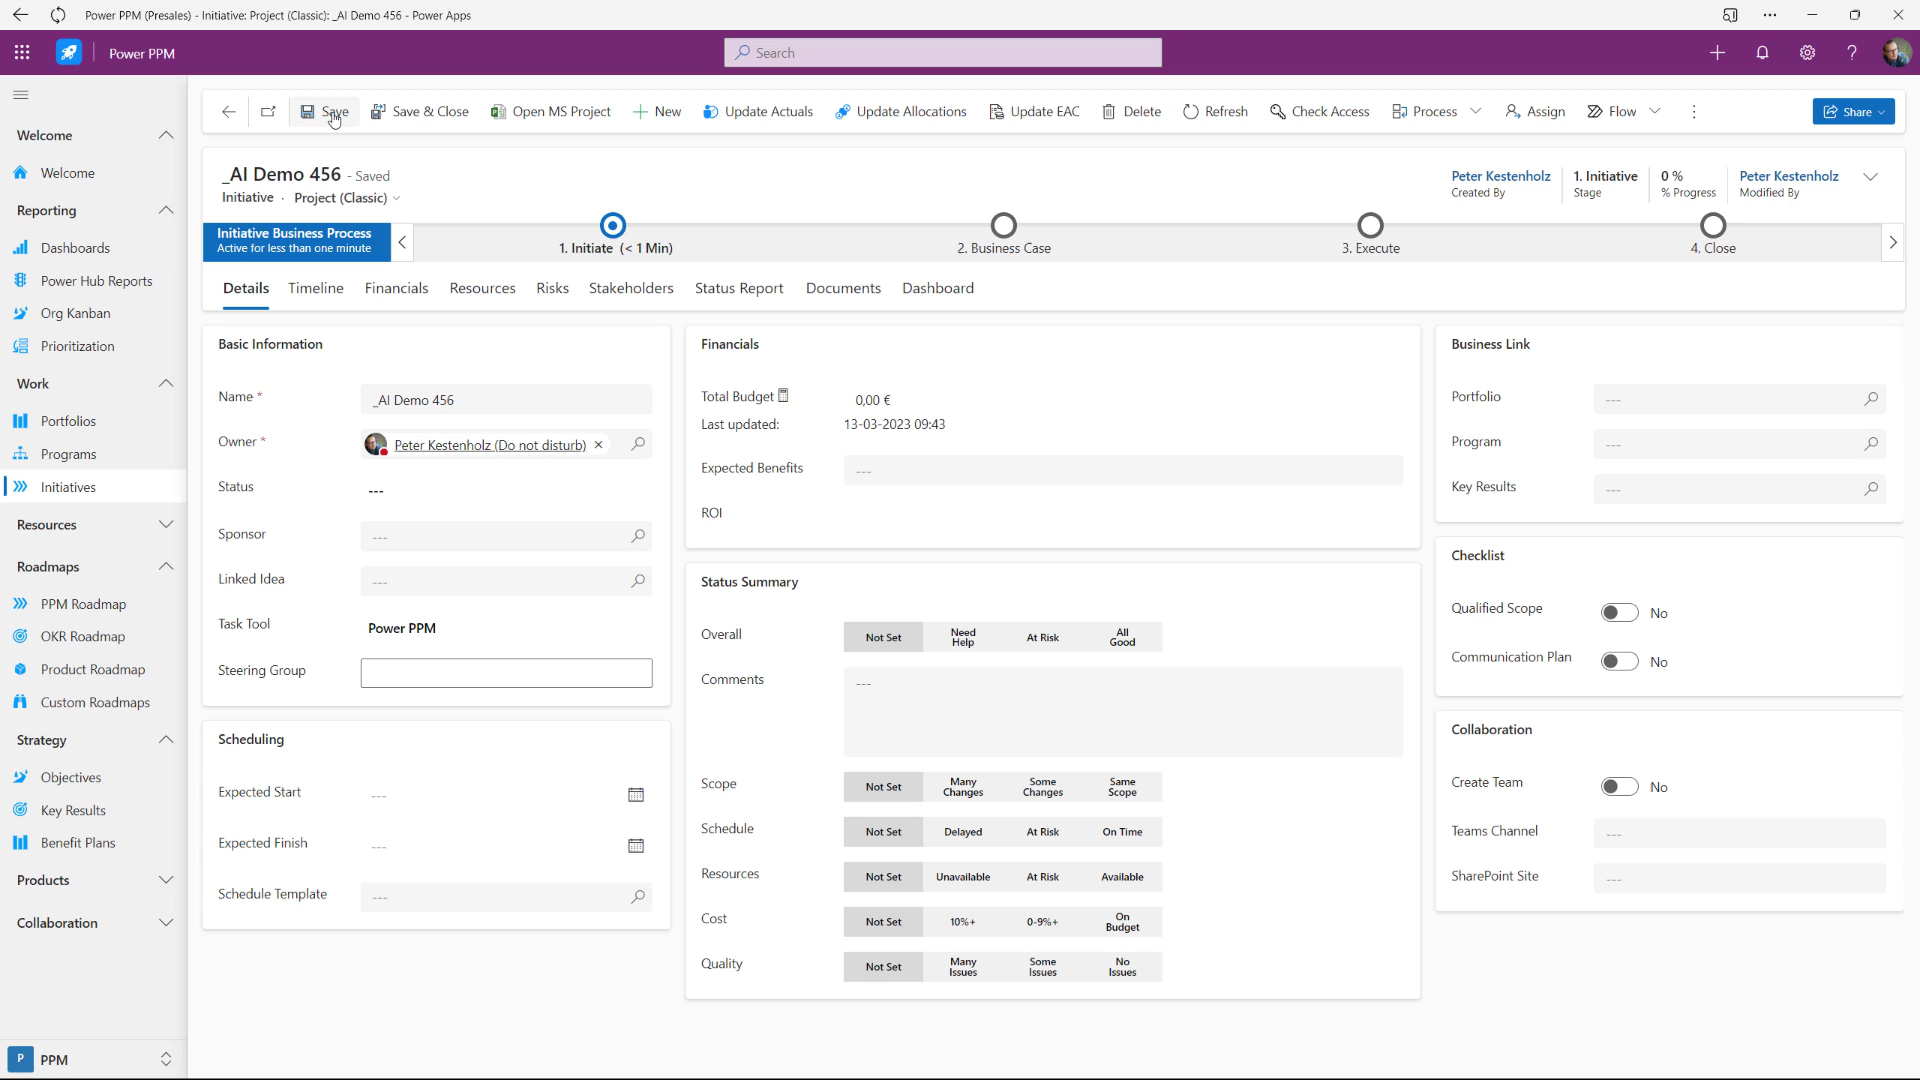 Power PPM (Presales) - Initiative: Project (Classic): _AI Demo 456 - Power Apps
Power PPM
Search
Save
Save & Close
Open MS Project
New
Update Actuals
Update Allocations
Update EAC
Delete
Refresh
Check Access
Process
Assign
Flow
Share
Welcome
Welcome
Reporting
Dashboards
Power Hub Reports
Org Kanban
Prioritization
Work
Portfolios
Programs
Initiatives
Resources
Roadmaps
PPM Roadmap
OKR Roadmap
Product Roadmap
Custom Roadmaps
Strategy
Objectives
Key Results
Benefit Plans
Products
Collaboration
P PPM
_AI Demo 456 - Saved
Initiative · Project (Classic)
Peter Kestenholz
Created By
1. Initiative
Stage
0 %
% Progress
Peter Kestenholz
Modified By
Initiative Business Process
Active for less than one minute
1. Initiate (< 1 Min)
2. Business Case
3. Execute
4. Close
Details
Timeline
Financials
Resources
Risks
Stakeholders
Status Report
Documents
Dashboard
Basic Information
Name *
_AI Demo 456
Owner *
Peter Kestenholz (Do not disturb)
Status
---
Sponsor
---
Linked Idea
---
Task Tool
Power PPM
Steering Group
Scheduling
Expected Start
---
Expected Finish
---
Schedule Template
---
Financials
Total Budget
0,00 €
Last updated:
13-03-2023 09:43
Expected Benefits
---
ROI
Status Summary
Overall
Not Set
Need
Help
At Risk
All
Good
Comments
---
Scope
Not Set
Many
Changes
Some
Changes
Same
Scope
Schedule
Not Set
Delayed
At Risk
On Time
Resources
Not Set
Unavailable
At Risk
Available
Cost
Not Set
10%+
0-9%+
On
Budget
Quality
Not Set
Many
Issues
Some
Issues
No
Issues
Business Link
Portfolio
---
Program
---
Key Results
---
Checklist
Qualified Scope
No
Communication Plan
No
Collaboration
Create Team
No
Teams Channel
---
SharePoint Site
---